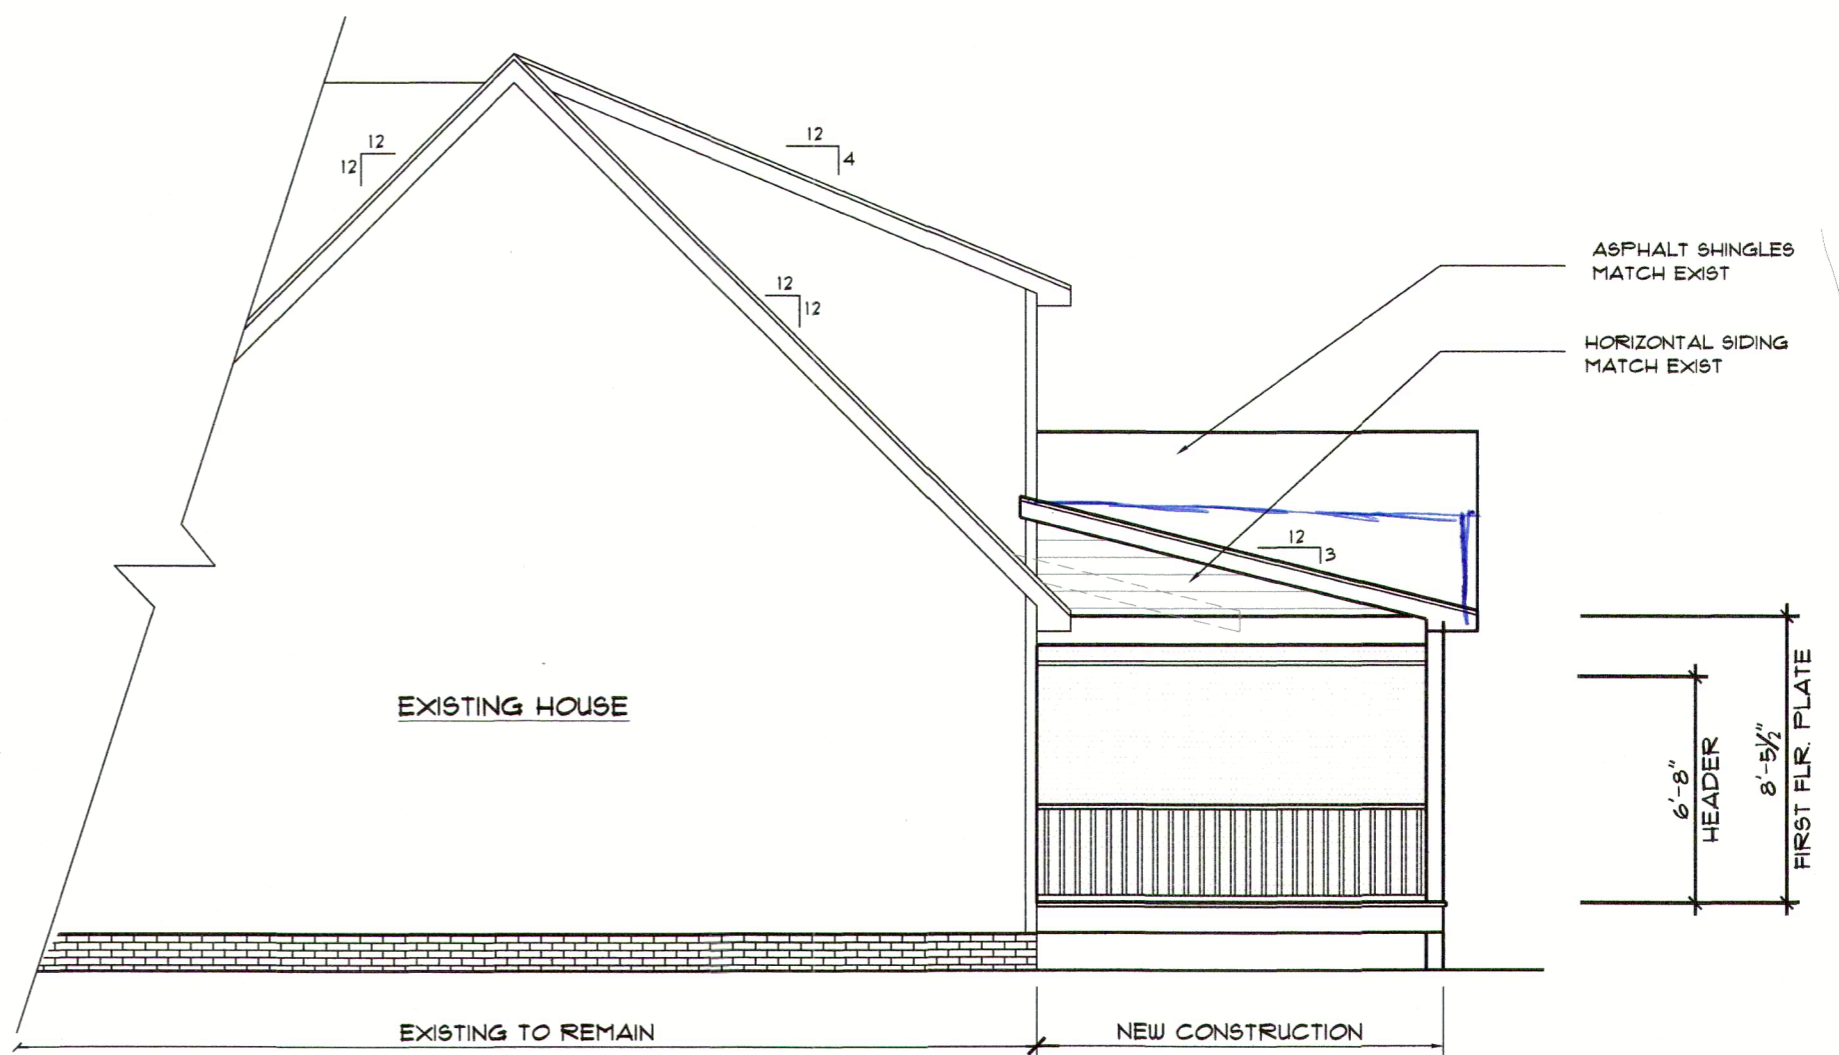 12
12
12
4
12
12
ASPHALT SHINGLES
MATCH EXIST
HORIZONTAL SIDING
MATCH EXIST
12
3
EXISTING HOUSE
6'-8"
HEADER
8'-5½"
FIRST FLR. PLATE
EXISTING TO REMAIN
NEW CONSTRUCTION